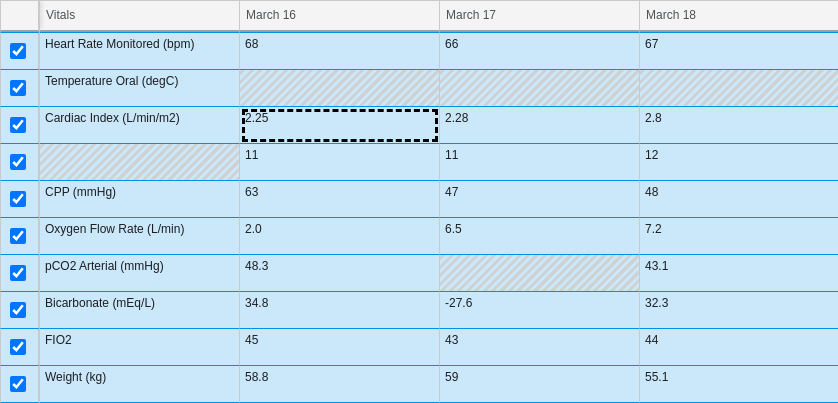 Vitals March 16 March 17 March 18
Heart Rate Monitored (bpm) 68 66 67
Temperature Oral (degC)
Cardiac Index (L/min/m2) 2.25 2.28 2.8
11 11 12
CPP (mmHg) 63 47 48
Oxygen Flow Rate (L/min) 2.0 6.5 7.2
pCO2 Arterial (mmHg) 48.3 43.1
Bicarbonate (mEq/L) 34.8 -27.6 32.3
FIO2 45 43 44
Weight (kg) 58.8 59 55.1